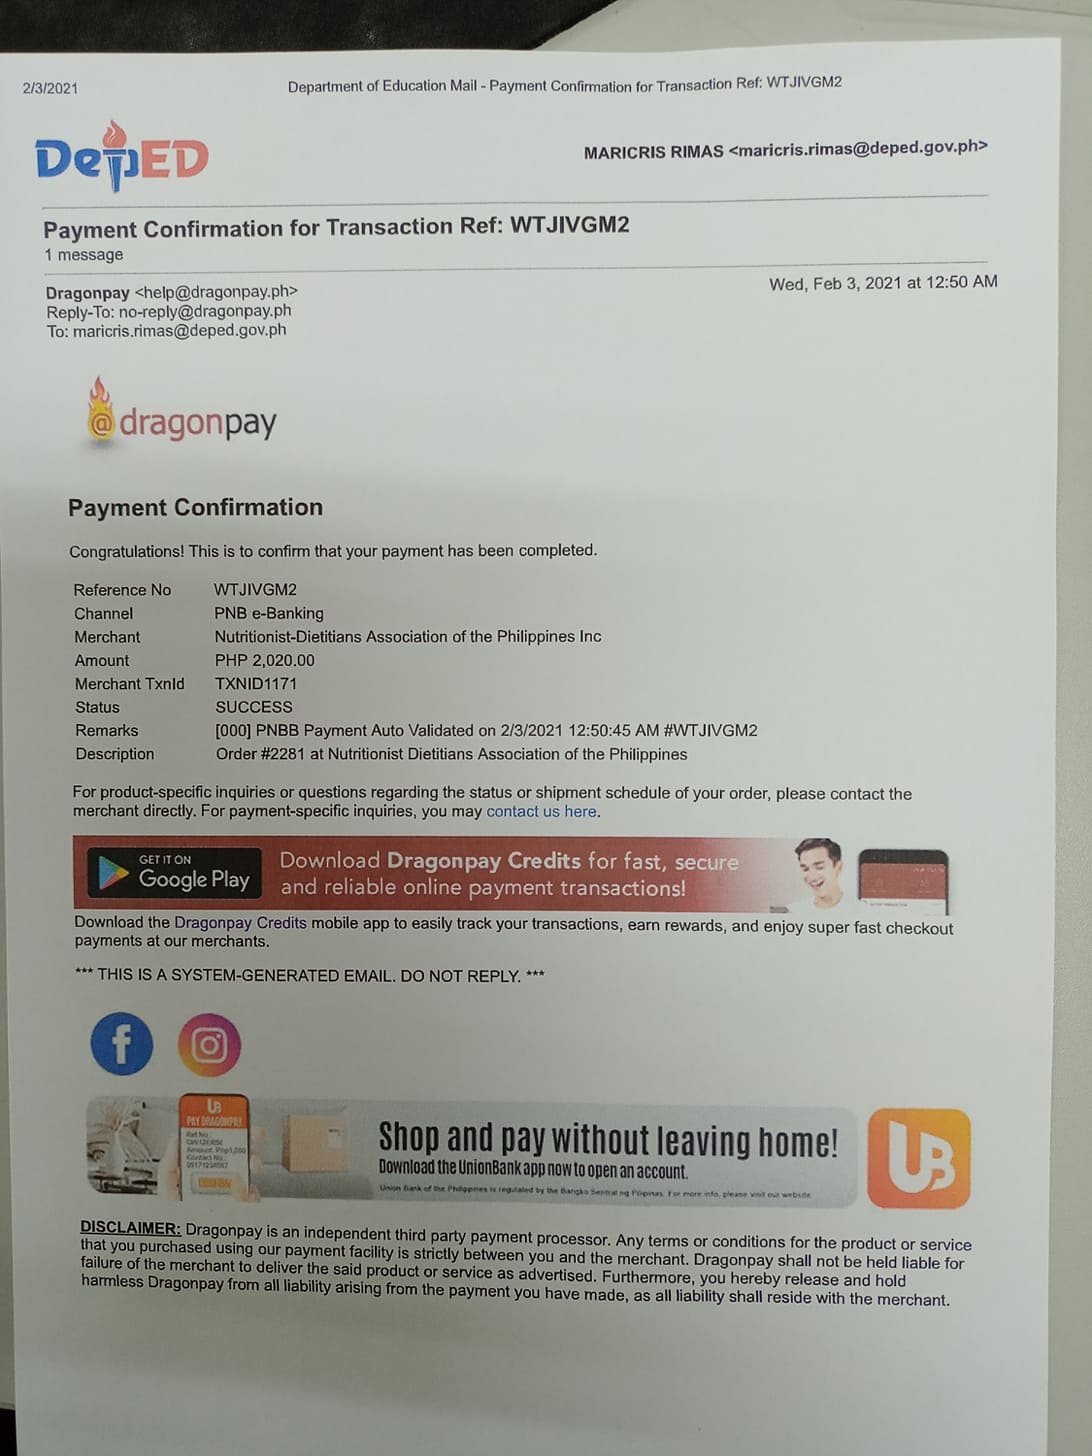 2/3/2021
Department of Education Mail - Payment Confirmation for Transaction Ref: WTJIVGM2
DepED
MARICRIS RIMAS <maricris.rimas@deped.gov.ph>
Payment Confirmation for Transaction Ref: WTJIVGM2
1 message
Dragonpay <help@dragonpay.ph>
Wed, Feb 3, 2021 at 12:50 AM
Reply-To: no-reply@dragonpay.ph
To: maricris.rimas@deped.gov.ph
@dragonpay
Payment Confirmation
Congratulations! This is to confirm that your payment has been completed.
Reference No WTJIVGM2
Channel PNB e-Banking
Merchant Nutritionist-Dietitians Association of the Philippines Inc
Amount PHP 2,020.00
Merchant TxnId TXNID1171
Status SUCCESS
Remarks [000] PNBB Payment Auto Validated on 2/3/2021 12:50:45 AM #WTJIVGM2
Description Order #2281 at Nutritionist Dietitians Association of the Philippines
For product-specific inquiries or questions regarding the status or shipment schedule of your order, please contact the
merchant directly. For payment-specific inquiries, you may contact us here.
GET IT ON
Google Play
Download Dragonpay Credits for fast, secure
and reliable online payment transactions!
Download the Dragonpay Credits mobile app to easily track your transactions, earn rewards, and enjoy super fast checkout
payments at our merchants.
*** THIS IS A SYSTEM-GENERATED EMAIL. DO NOT REPLY. ***
UB
PAY DRAGONPAY
Ref No.:
Amount: Php1,000
Contact No.:
09171234567
CONFIRM
Shop and pay without leaving home!
Download the UnionBank app now to open an account.
Union Bank of the Philippines is regulated by the Bangko Sentral ng Pilipinas. For more info, please visit our website.
UB
DISCLAIMER: Dragonpay is an independent third party payment processor. Any terms or conditions for the product or service
that you purchased using our payment facility is strictly between you and the merchant. Dragonpay shall not be held liable for
failure of the merchant to deliver the said product or service as advertised. Furthermore, you hereby release and hold
harmless Dragonpay from all liability arising from the payment you have made, as all liability shall reside with the merchant.